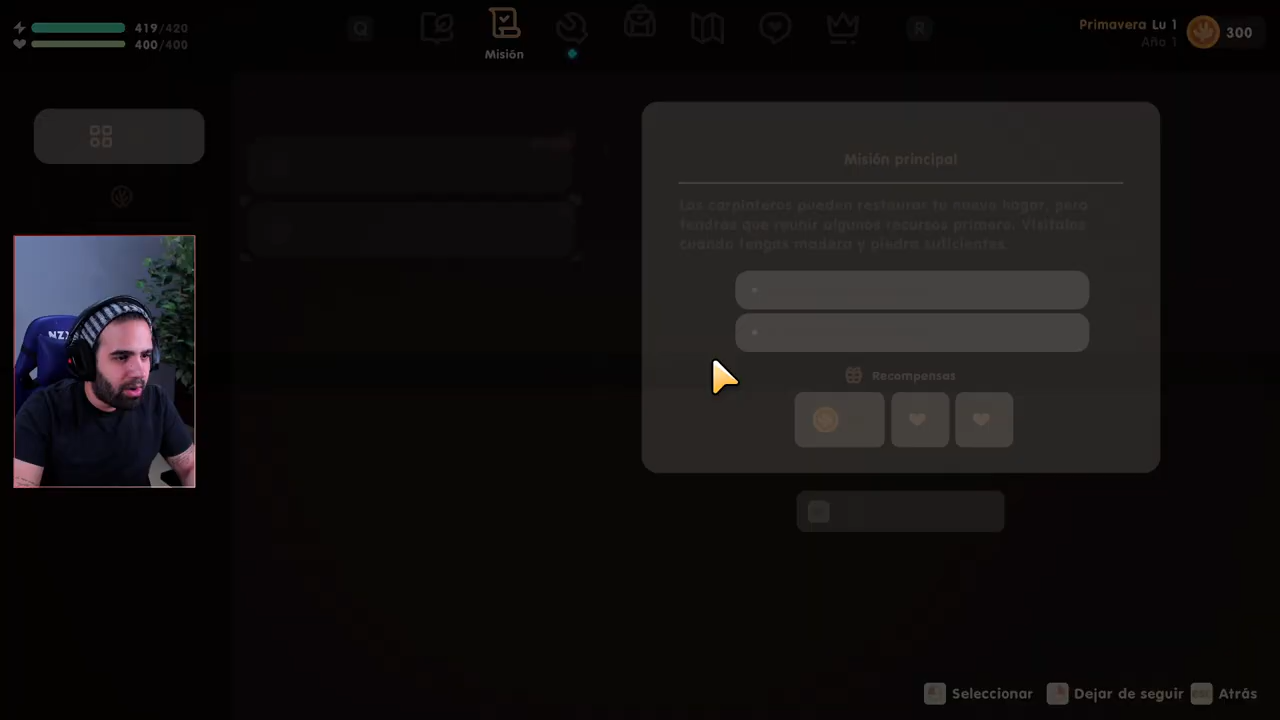 419/420
400/400
Q
R
Misión
Primavera Lu 1
Año 1
300
Misión principal
Los carpinteros pueden restaurar tu nuevo hogar, pero
tendrás que reunir algunos recursos primero. Visítalos
cuando tengas madera y piedra suficientes.
Recompensas
NZX
Seleccionar
Dejar de seguir
ESC
Atrás